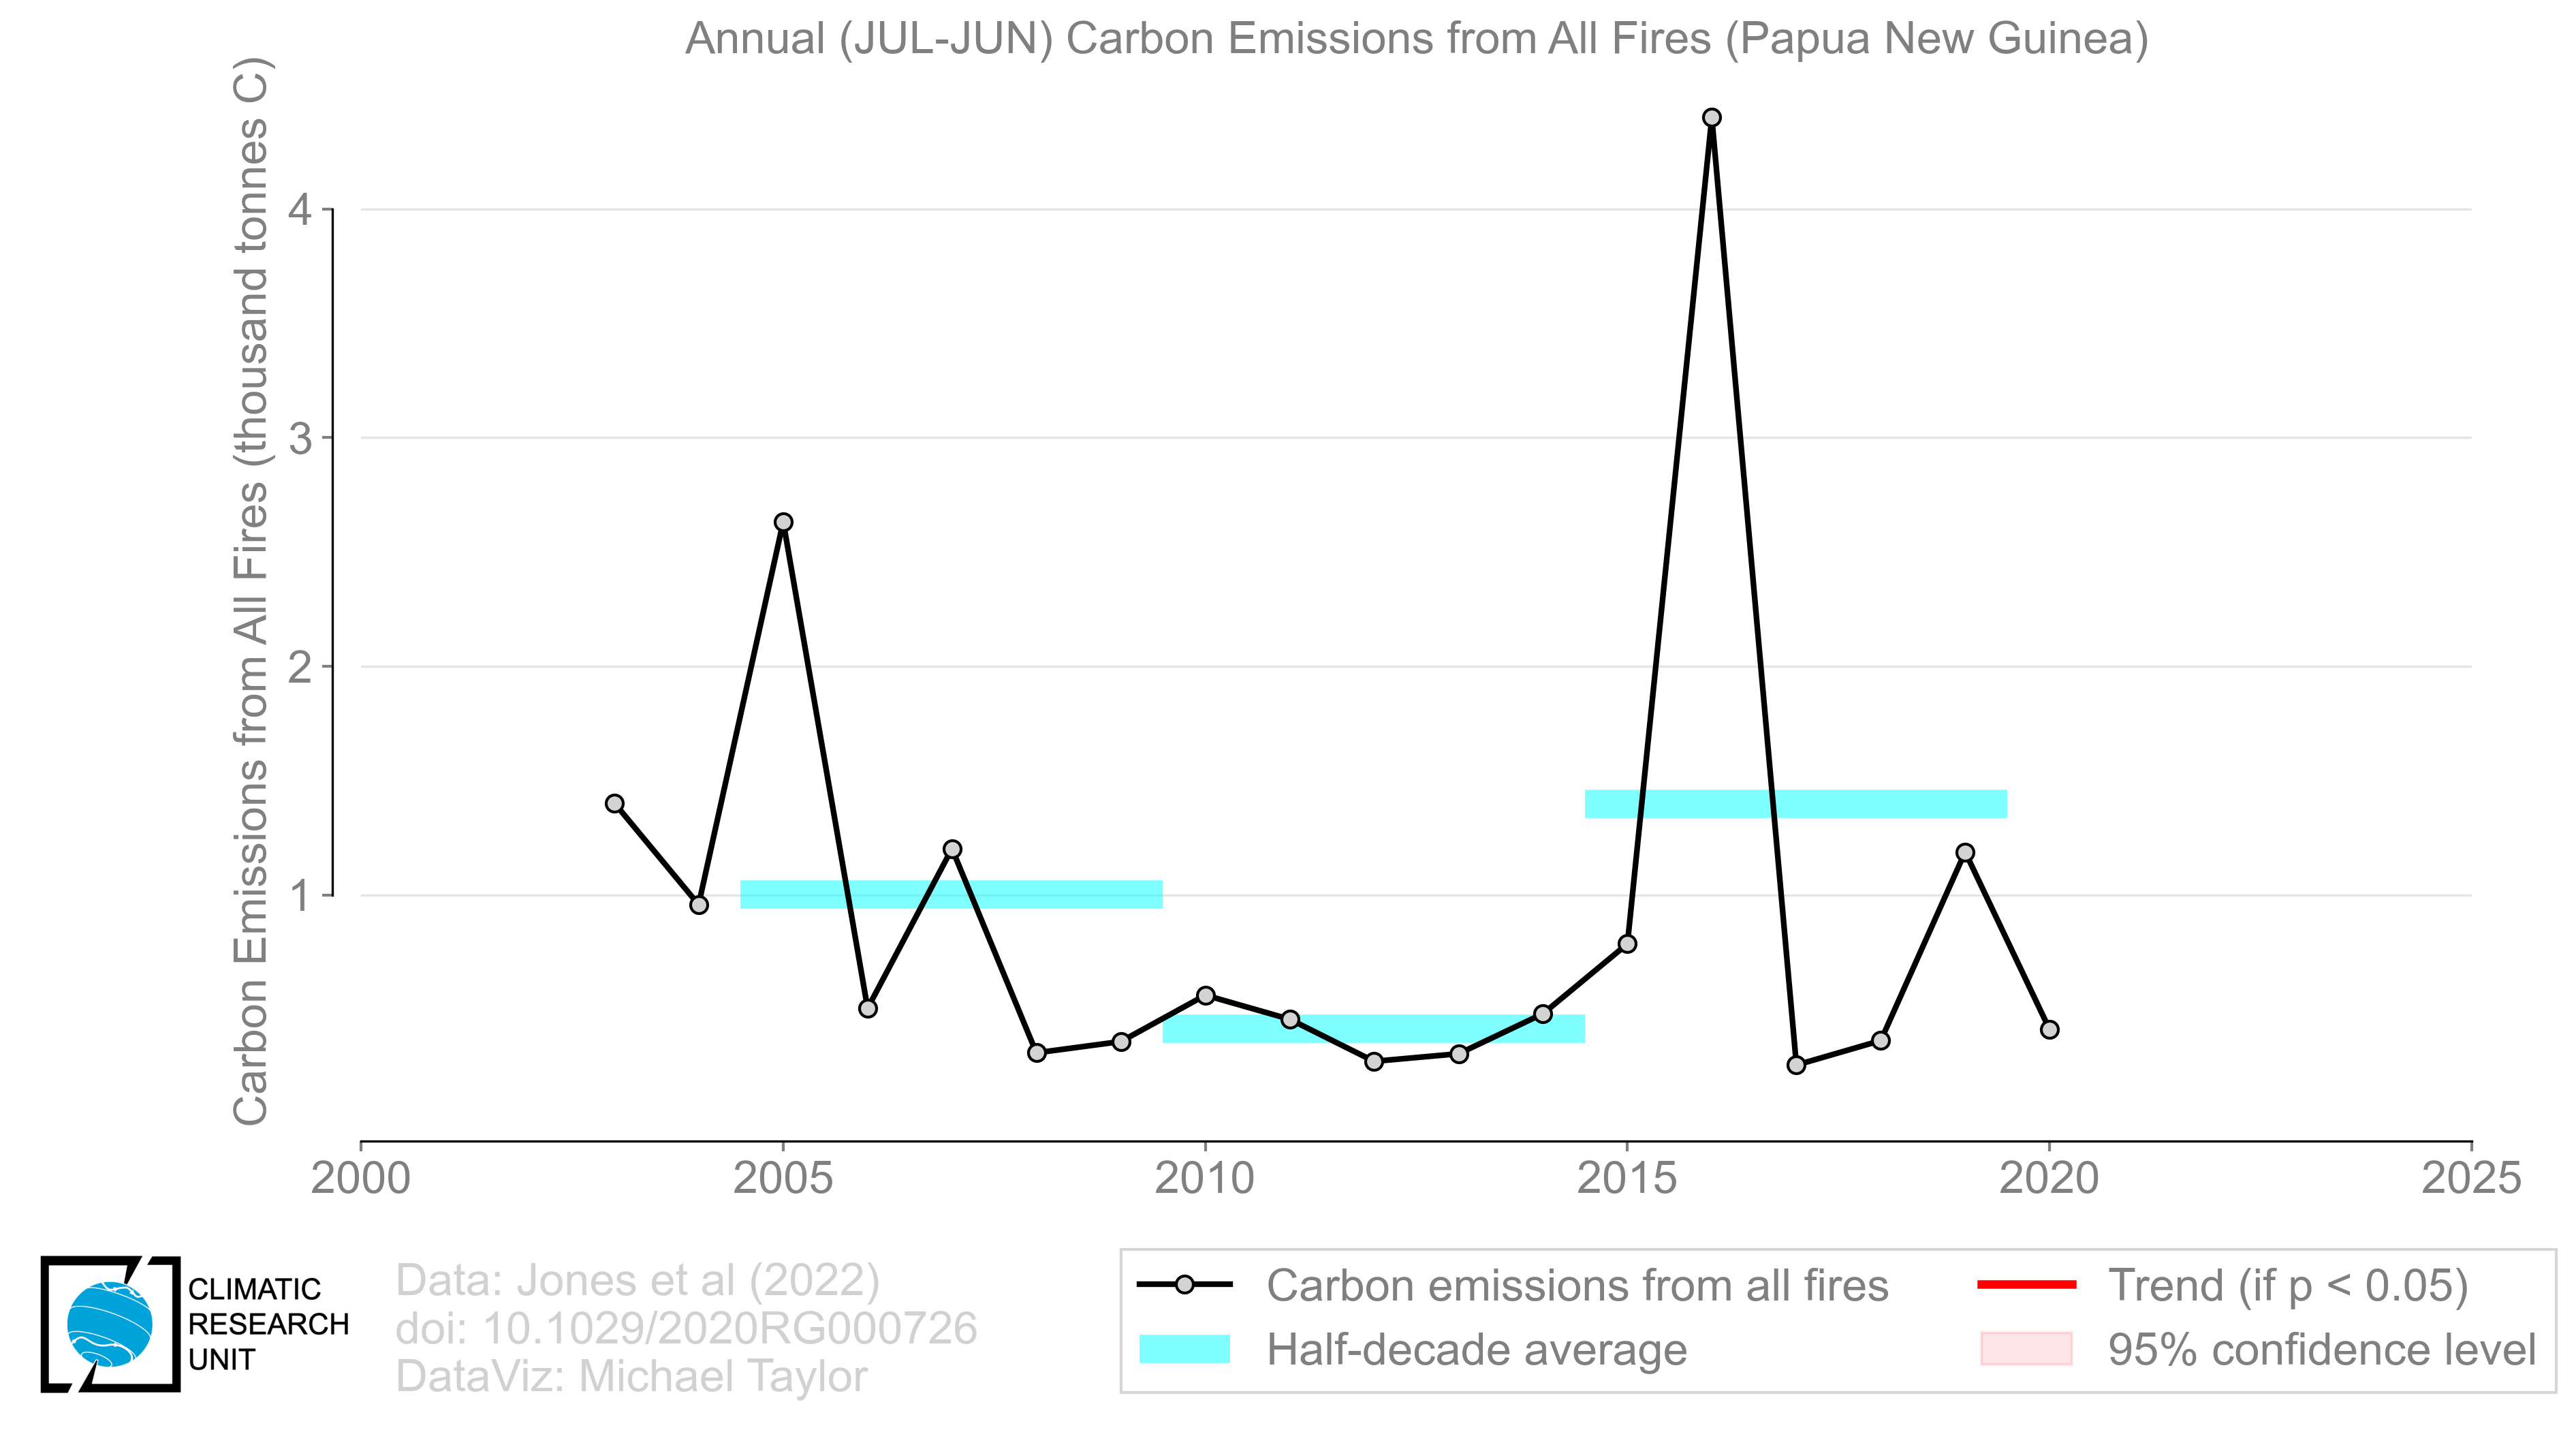 Annual (JUL-JUN) Carbon Emissions from All Fires (Papua New Guinea)
Carbon Emissions from All Fires (thousand tonnes C)
4
3
2
1
2000 2005 2010 2015 2020 2025
CLIMATIC
RESEARCH
UNIT
Data: Jones et al (2022)
doi: 10.1029/2020RG000726
DataViz: Michael Taylor
Carbon emissions from all fires
Half-decade average
Trend (if p < 0.05)
95% confidence level